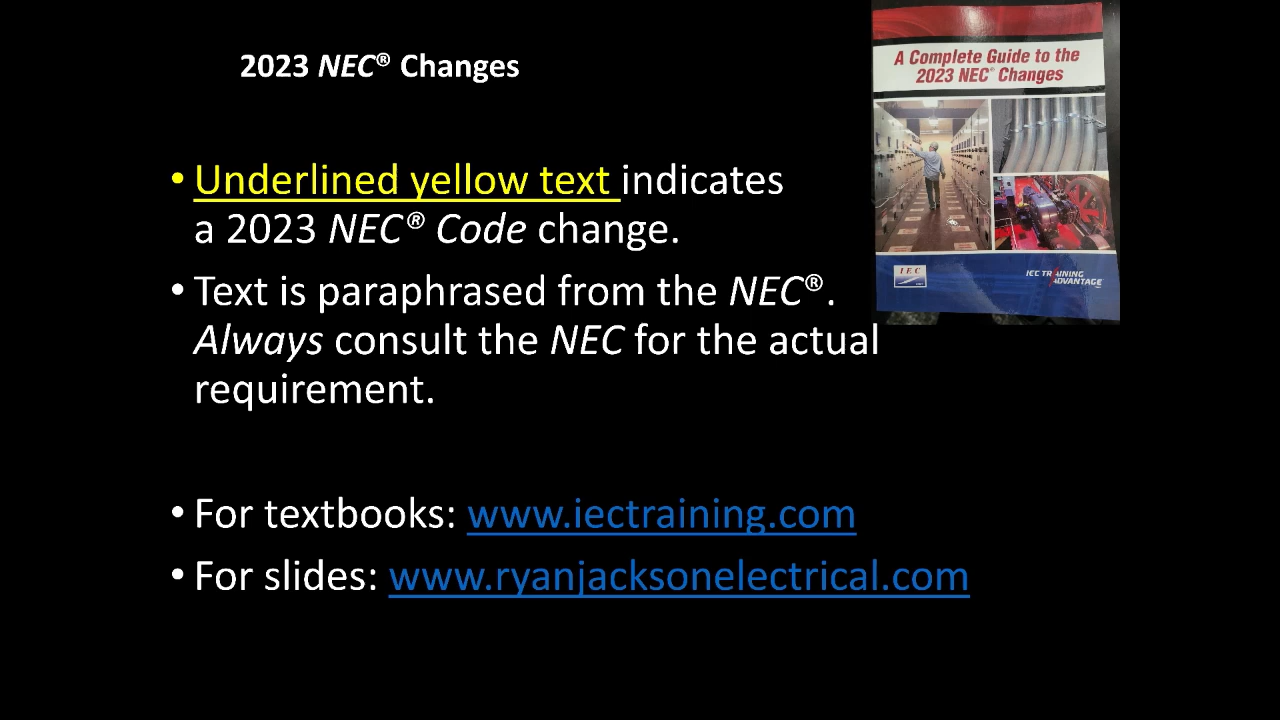 2023 NEC® Changes
A Complete Guide to the
2023 NEC® Changes
• Underlined yellow text indicates
a 2023 NEC® Code change.
• Text is paraphrased from the NEC®.
Always consult the NEC for the actual
requirement.
IEC
IEC TRAINING
ADVANTAGE
• For textbooks: www.iectraining.com
• For slides: www.ryanjacksonelectrical.com